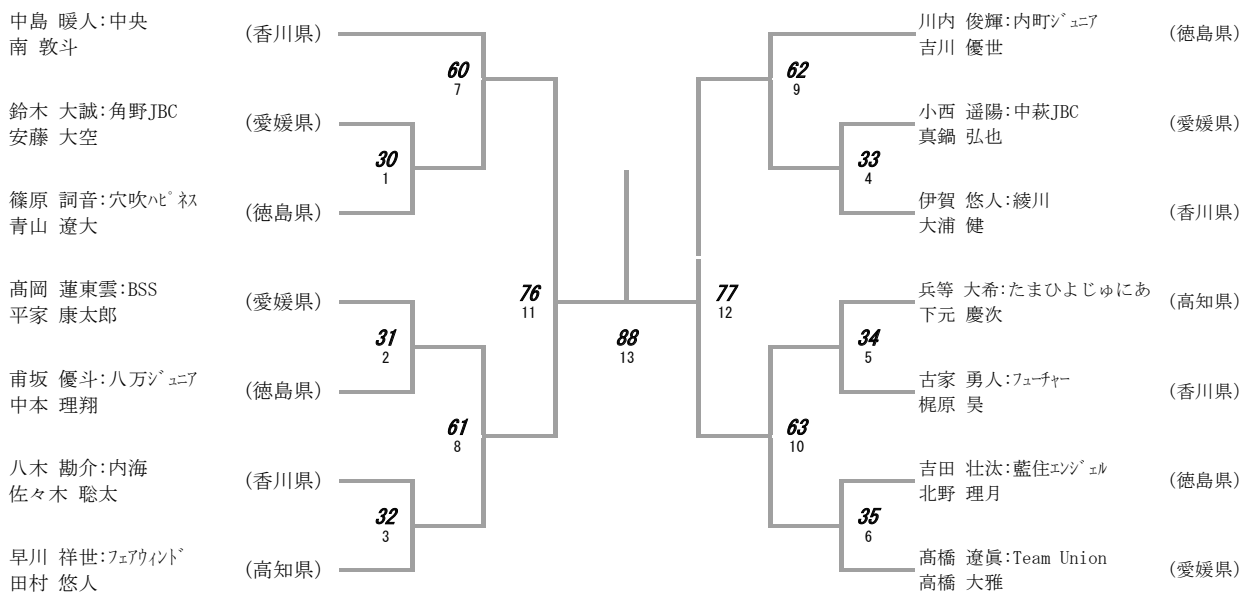 中島 暖人:中央
南 敦斗
(香川県)
鈴木 大誠:角野JBC
安藤 大空
(愛媛県)
篠原 詞音:穴吹ﾊﾋﾟﾈｽ
青山 遼大
(徳島県)
髙岡 蓮東雲:BSS
平家 康太郎
(愛媛県)
甫坂 優斗:八万ｼﾞｭﾆｱ
中本 理翔
(徳島県)
八木 勘介:内海
佐々木 聡太
(香川県)
早川 祥世:ﾌｪｱｳｨﾝﾄﾞ
田村 悠人
(高知県)
60
7
30
1
31
2
61
8
32
3
76
11
88
13
77
12
62
9
33
4
34
5
63
10
35
6
川内 俊輝:内町ｼﾞｭﾆｱ
吉川 優世
(徳島県)
小西 遥陽:中萩JBC
真鍋 弘也
(愛媛県)
伊賀 悠人:綾川
大浦 健
(香川県)
兵等 大希:たまひよじゅにあ
下元 慶次
(高知県)
古家 勇人:ﾌｭｰﾁｬｰ
梶原 昊
(香川県)
吉田 壮汰:藍住ｴﾝｼﾞｪﾙ
北野 理月
(徳島県)
髙橋 遼眞:Team Union
高橋 大雅
(愛媛県)